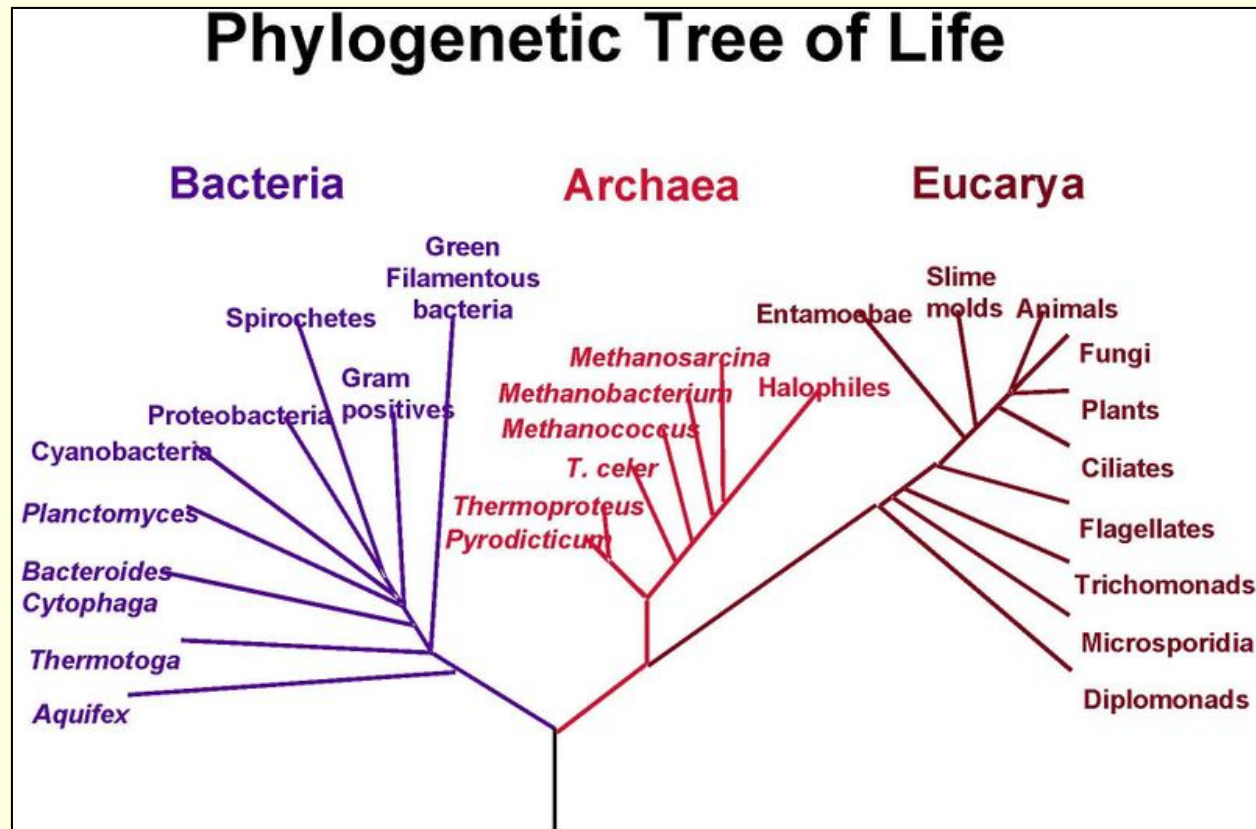 Phylogenetic Tree of Life
Bacteria
Archaea
Eucarya
Green
Filamentous
bacteria
Spirochetes
Gram
positives
Proteobacteria
Cyanobacteria
Planctomyces
Bacteroides
Cytophaga
Thermotoga
Aquifex
Methanosarcina
Methanobacterium
Halophiles
Methanococcus
T. celer
Thermoproteus
Pyrodicticum
Entamoebae
Slime
molds
Animals
Fungi
Plants
Ciliates
Flagellates
Trichomonads
Microsporidia
Diplomonads